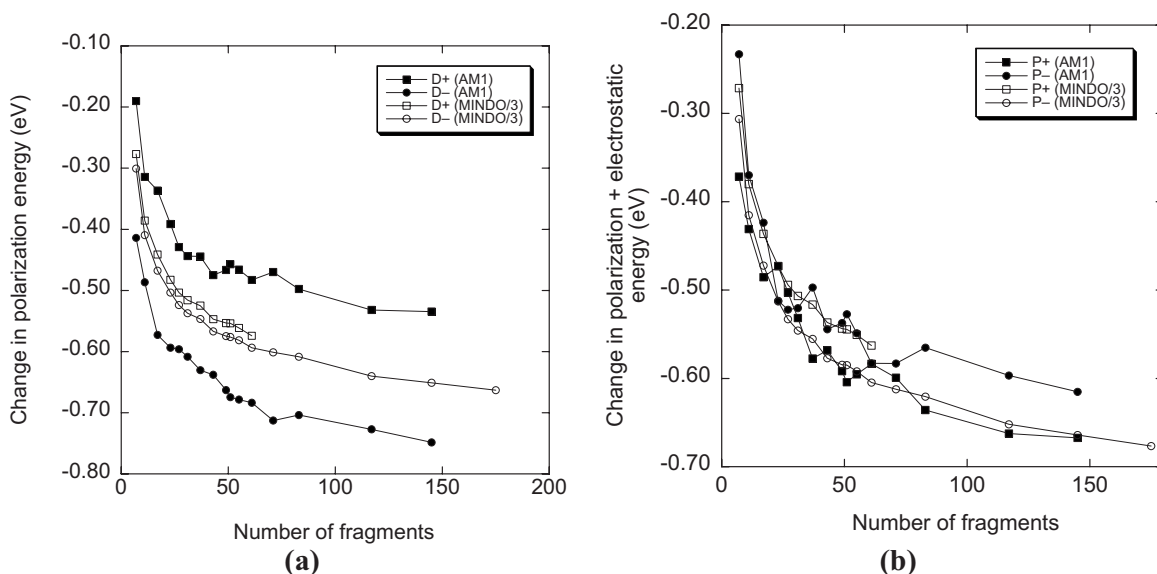 -0.10
-0.20
-0.30
-0.40
-0.50
-0.60
-0.70
-0.80
Change in polarization energy (eV)
D+ (AM1)
D– (AM1)
D+ (MINDO/3)
D– (MINDO/3)
0 50 100 150 200
Number of fragments
(a)
-0.20
-0.30
-0.40
-0.50
-0.60
-0.70
Change in polarization + electrostatic
energy (eV)
P+ (AM1)
P– (AM1)
P+ (MINDO/3)
P– (MINDO/3)
0 50 100 150
Number of fragments
(b)